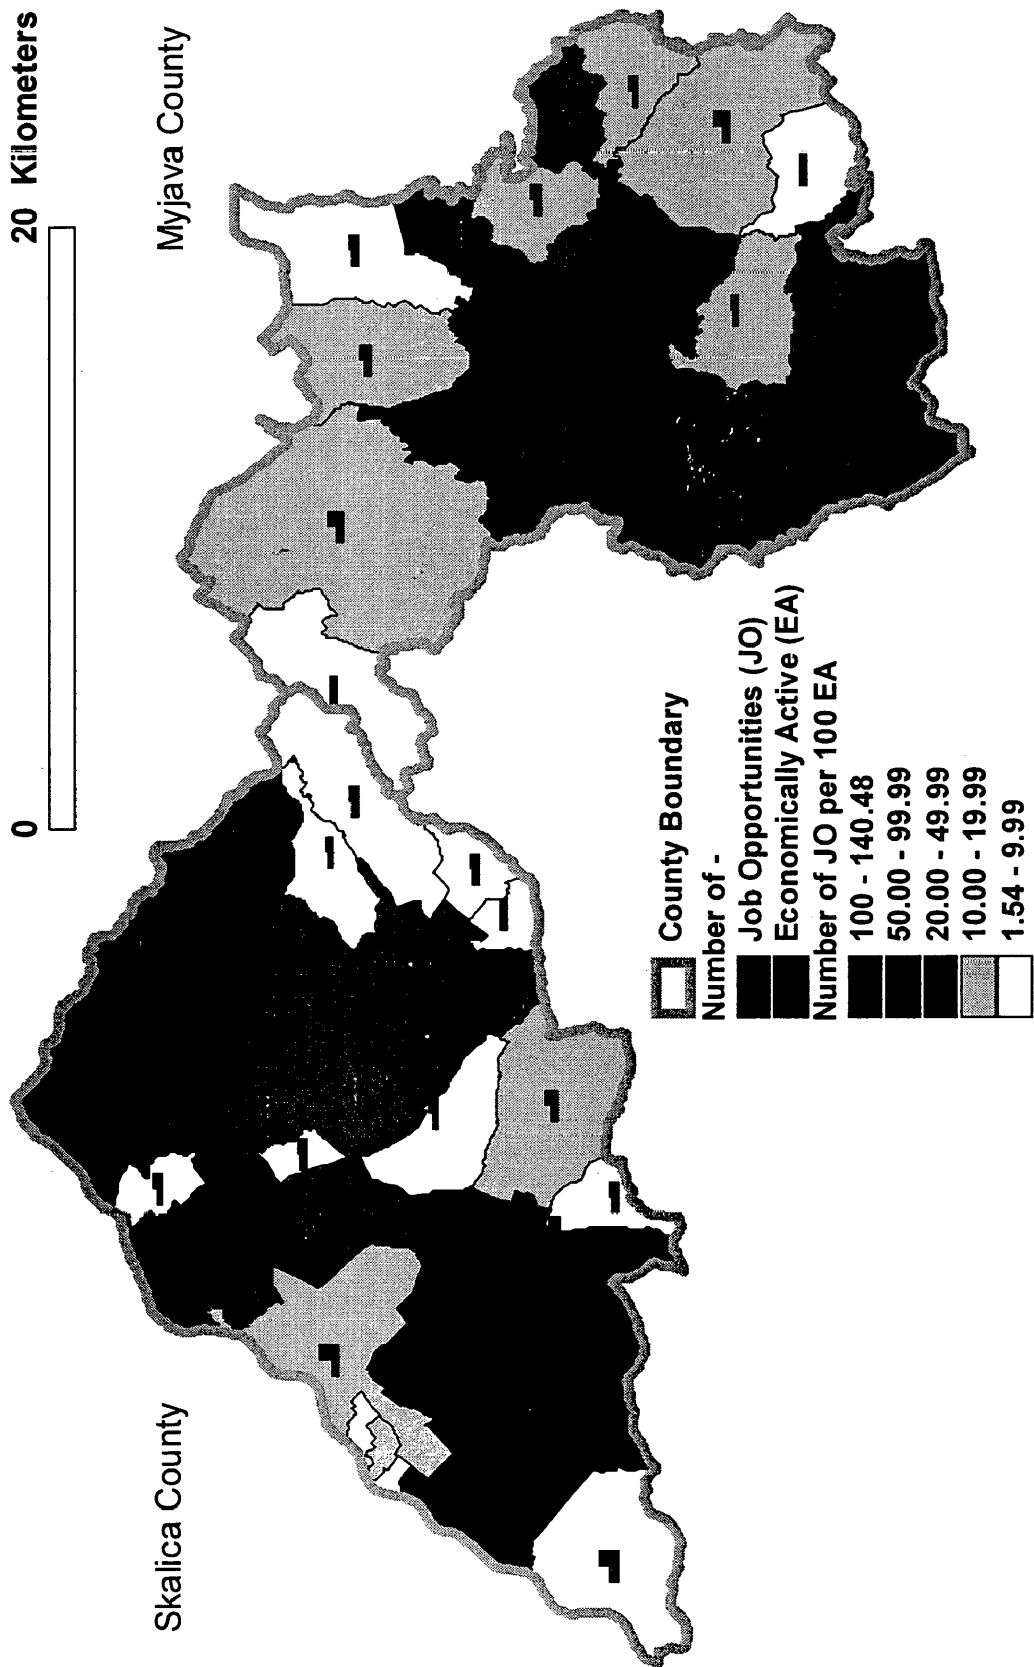 0 20 Kilometers
Skalica County
Myjava County
County Boundary
Number of -
Job Opportunities (JO)
Economically Active (EA)
Number of JO per 100 EA
100 - 140.48
50.00 - 99.99
20.00 - 49.99
10.00 - 19.99
1.54 - 9.99